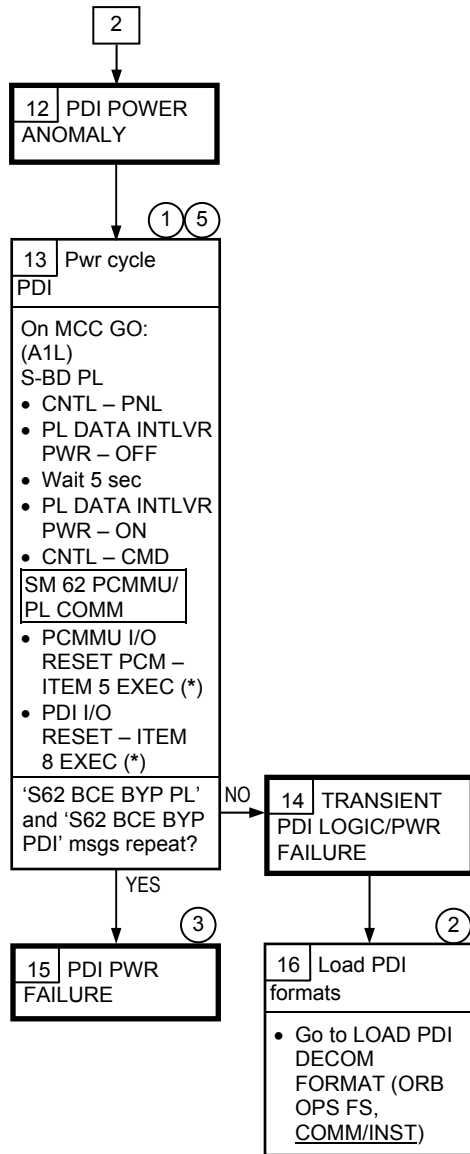 2
12 PDI POWER
ANOMALY
1 5
13 Pwr cycle
PDI
On MCC GO:
(A1L)
S-BD PL
• CNTL – PNL
• PL DATA INTLVR
PWR – OFF
• Wait 5 sec
• PL DATA INTLVR
PWR – ON
• CNTL – CMD
SM 62 PCMMU/
PL COMM
• PCMMU I/O
RESET PCM –
ITEM 5 EXEC (*)
• PDI I/O
RESET – ITEM
8 EXEC (*)
‘S62 BCE BYP PL’
and ‘S62 BCE BYP
PDI’ msgs repeat?
NO
14 TRANSIENT
PDI LOGIC/PWR
FAILURE
YES
3
15 PDI PWR
FAILURE
2
16 Load PDI
formats
• Go to LOAD PDI
DECOM
FORMAT (ORB
OPS FS,
COMM/INST)